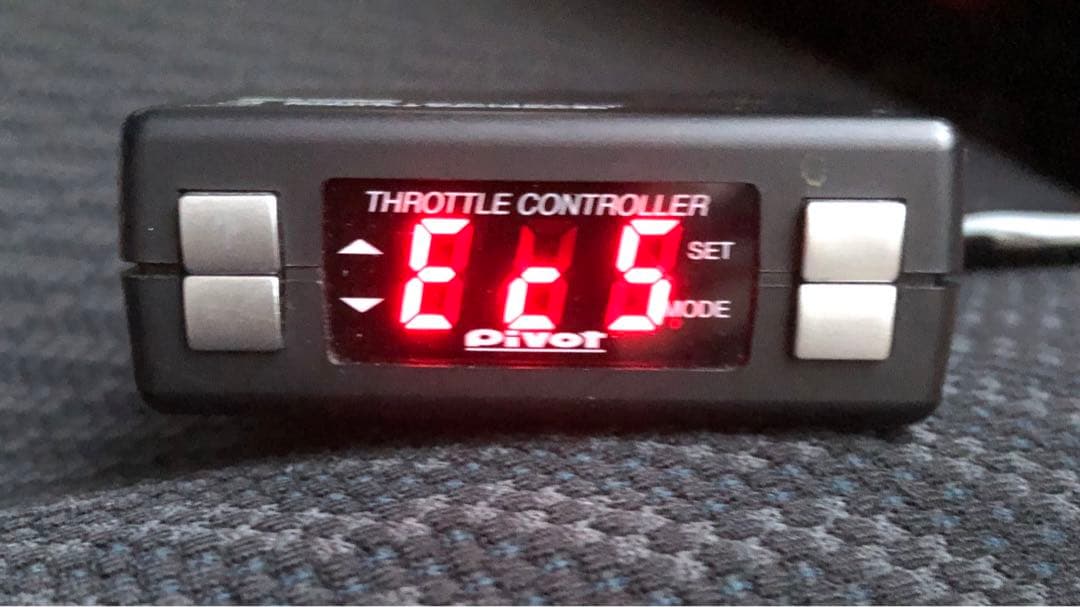 THROTTLE CONTROLLER
Ec5 SET
MODE
PIVOT